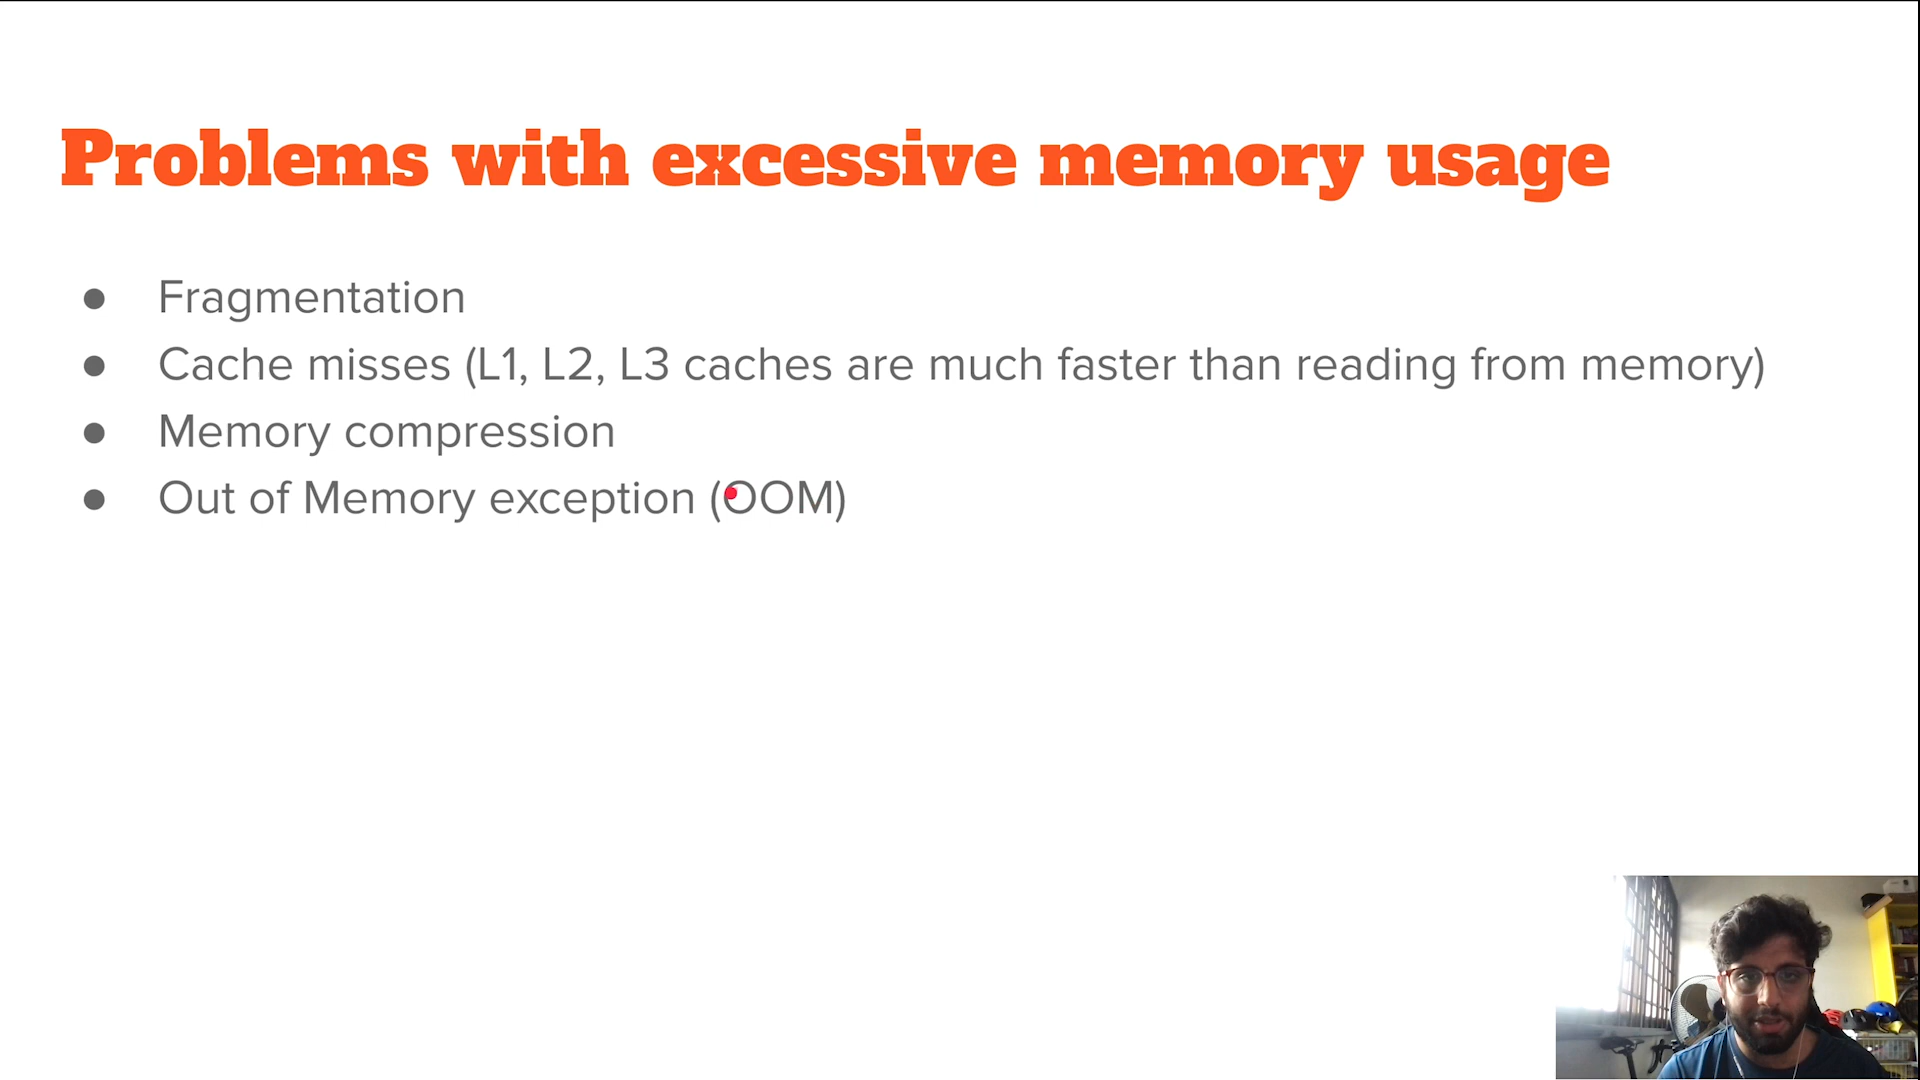 Problems with excessive memory usage
● Fragmentation
● Cache misses (L1, L2, L3 caches are much faster than reading from memory)
● Memory compression
● Out of Memory exception (OOM)